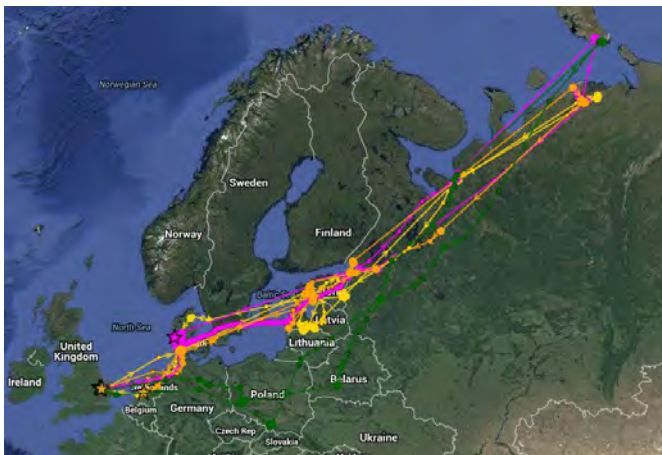 Norwegian Sea
Sweden
Finland
Norway
North Sea
Latvia
Lithuania
United
Kingdom
Ireland
Belarus
Poland
Belgium
Germany
Czech Rep
Slovakia
Ukraine